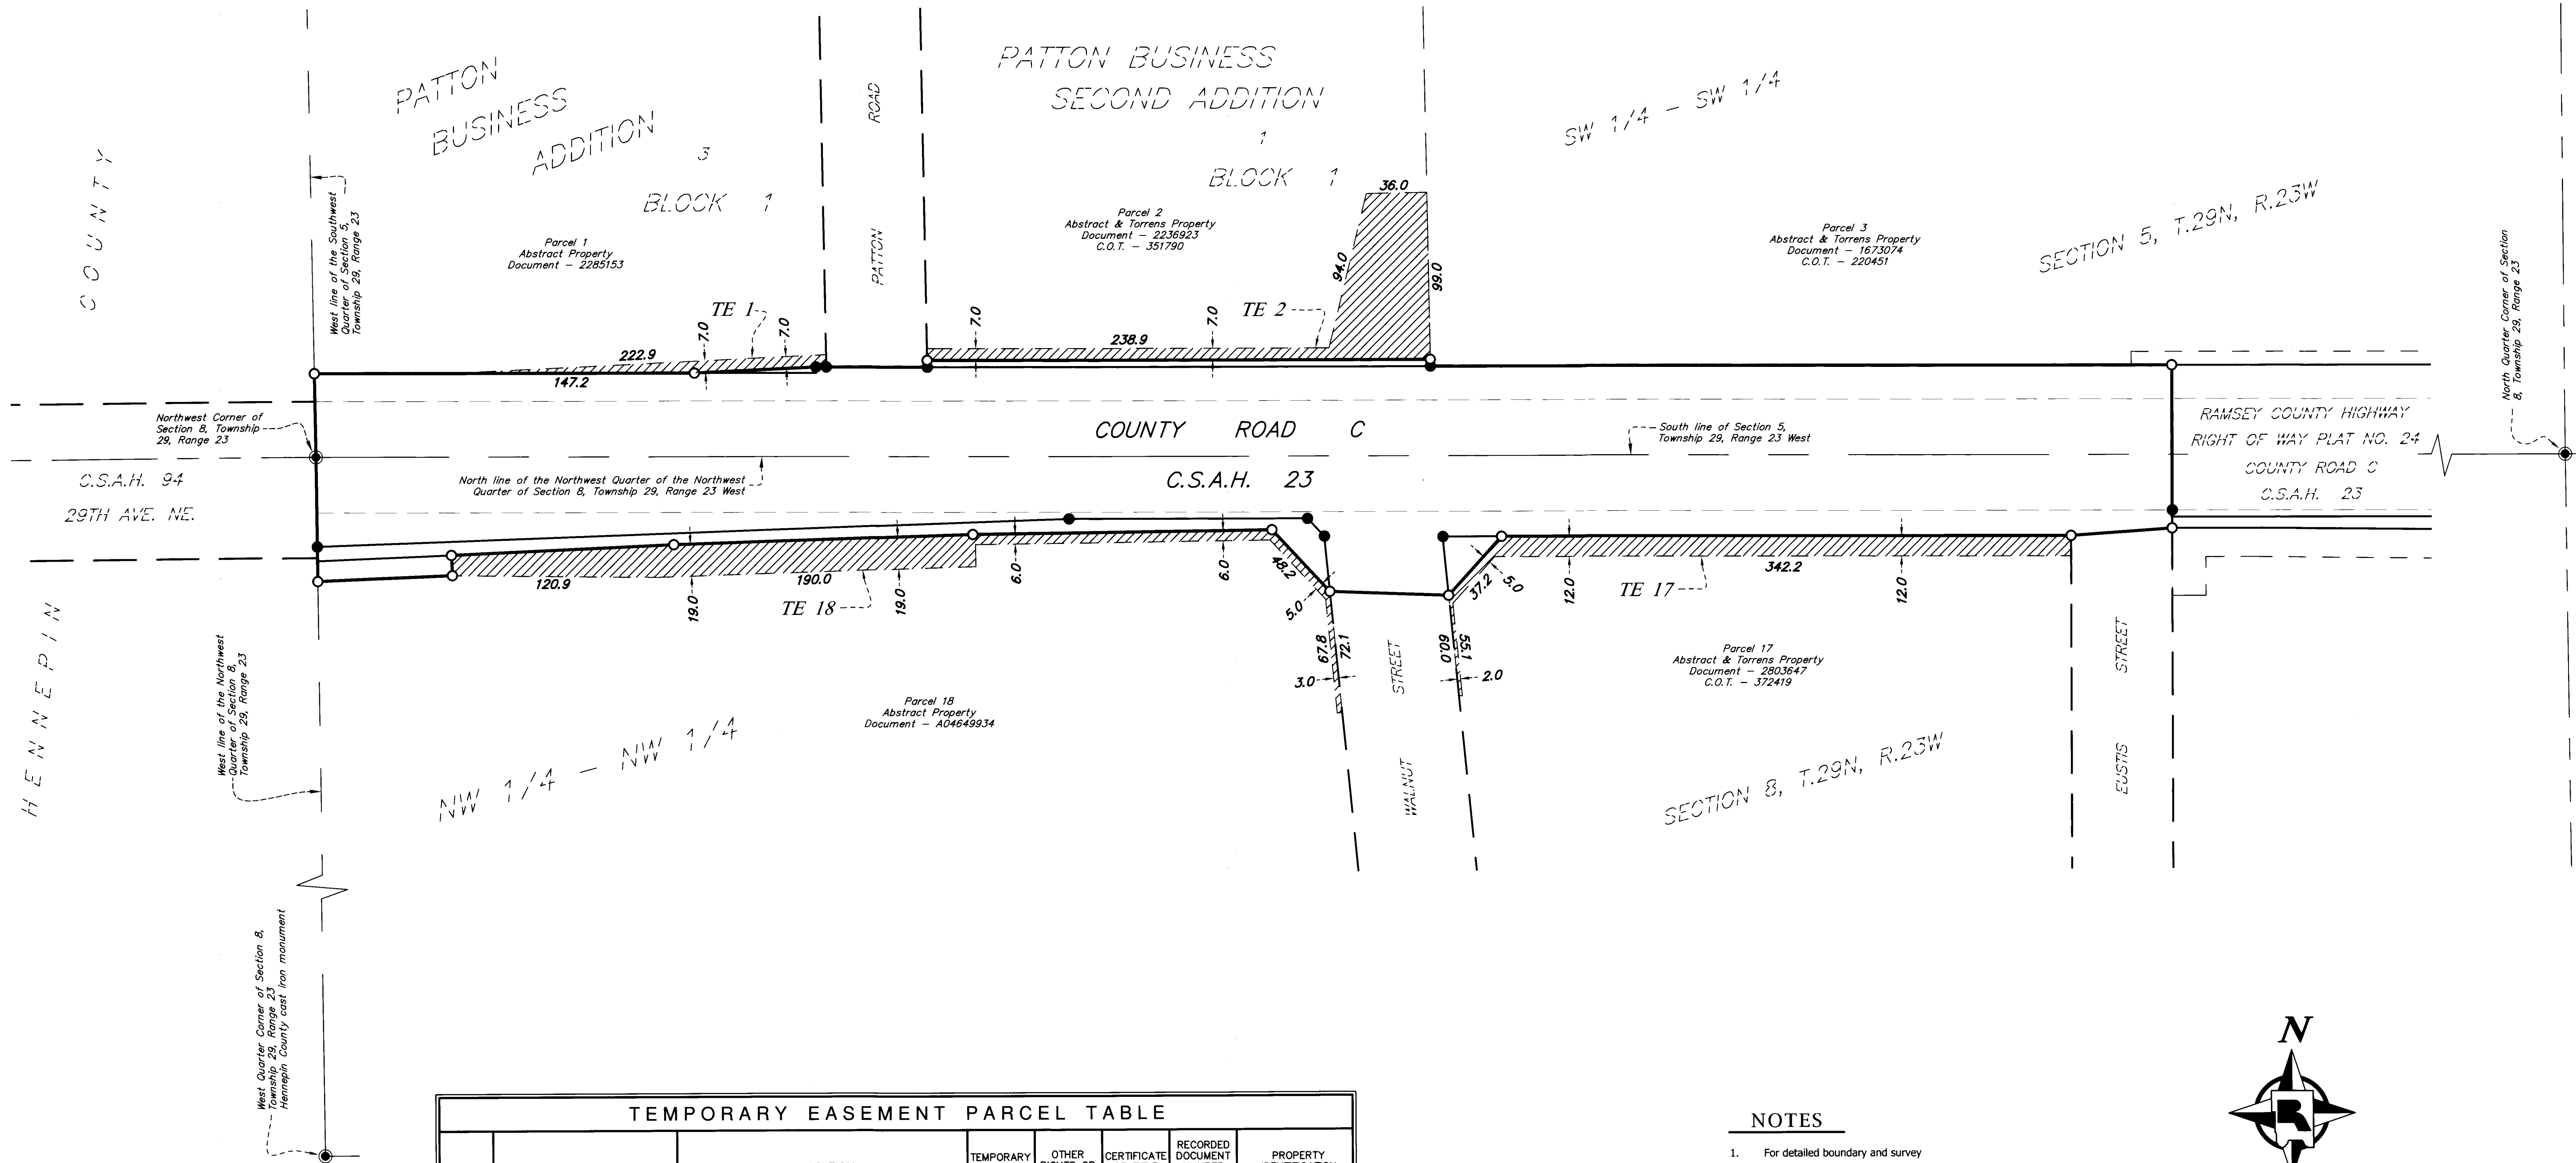 PATTON
BUSINESS
ADDITION
3
BLOCK 1
COUNTY
HENNEPIN
West line of the Southwest
Quarter of Section 5,
Township 29, Range 23
Parcel 1
Abstract Property
Document - 2285153
TE 1
7.0
7.0
222.9
147.2
ROAD
PATTON
PATTON BUSINESS
SECOND ADDITION
1
BLOCK 1
Parcel 2
Abstract & Torrens Property
Document - 2236923
C.O.T. - 351790
36.0
94.0
99.0
7.0
238.9
7.0
TE 2
SW 1/4 - SW 1/4
Parcel 3
Abstract & Torrens Property
Document - 1673074
C.O.T. - 220451
SECTION 5, T.29N, R.23W
North Quarter Corner of Section
8, Township 29, Range 23
Northwest Corner of
Section 8, Township
29, Range 23
C.S.A.H. 94
29TH AVE. NE.
North line of the Northwest Quarter of the Northwest
Quarter of Section 8, Township 29, Range 23 West
COUNTY ROAD C
C.S.A.H. 23
South line of Section 5,
Township 29, Range 23 West
RAMSEY COUNTY HIGHWAY
RIGHT OF WAY PLAT NO. 24
COUNTY ROAD C
C.S.A.H. 23
120.9
19.0
190.0
19.0
TE 18
6.0
6.0
48.2
5.0
67.8
72.1
3.0
STREET
WALNUT
60.0
55.1
2.0
37.2
5.0
12.0
TE 17
342.2
12.0
Parcel 17
Abstract & Torrens Property
Document - 2803647
C.O.T. - 372419
STREET
EUSTIS
West line of the Northwest
Quarter of Section 8,
Township 29, Range 23
Parcel 18
Abstract Property
Document - A04649934
NW 1/4 - NW 1/4
SECTION 8, T.29N, R.23W
West Quarter Corner of Section 8,
Township 29, Range 23
Hennepin County cast iron monument
TEMPORARY EASEMENT PARCEL TABLE
TEMPORARY
OTHER
CERTIFICATE
RECORDED
DOCUMENT
PROPERTY
NOTES
1. For detailed boundary and survey
N
R